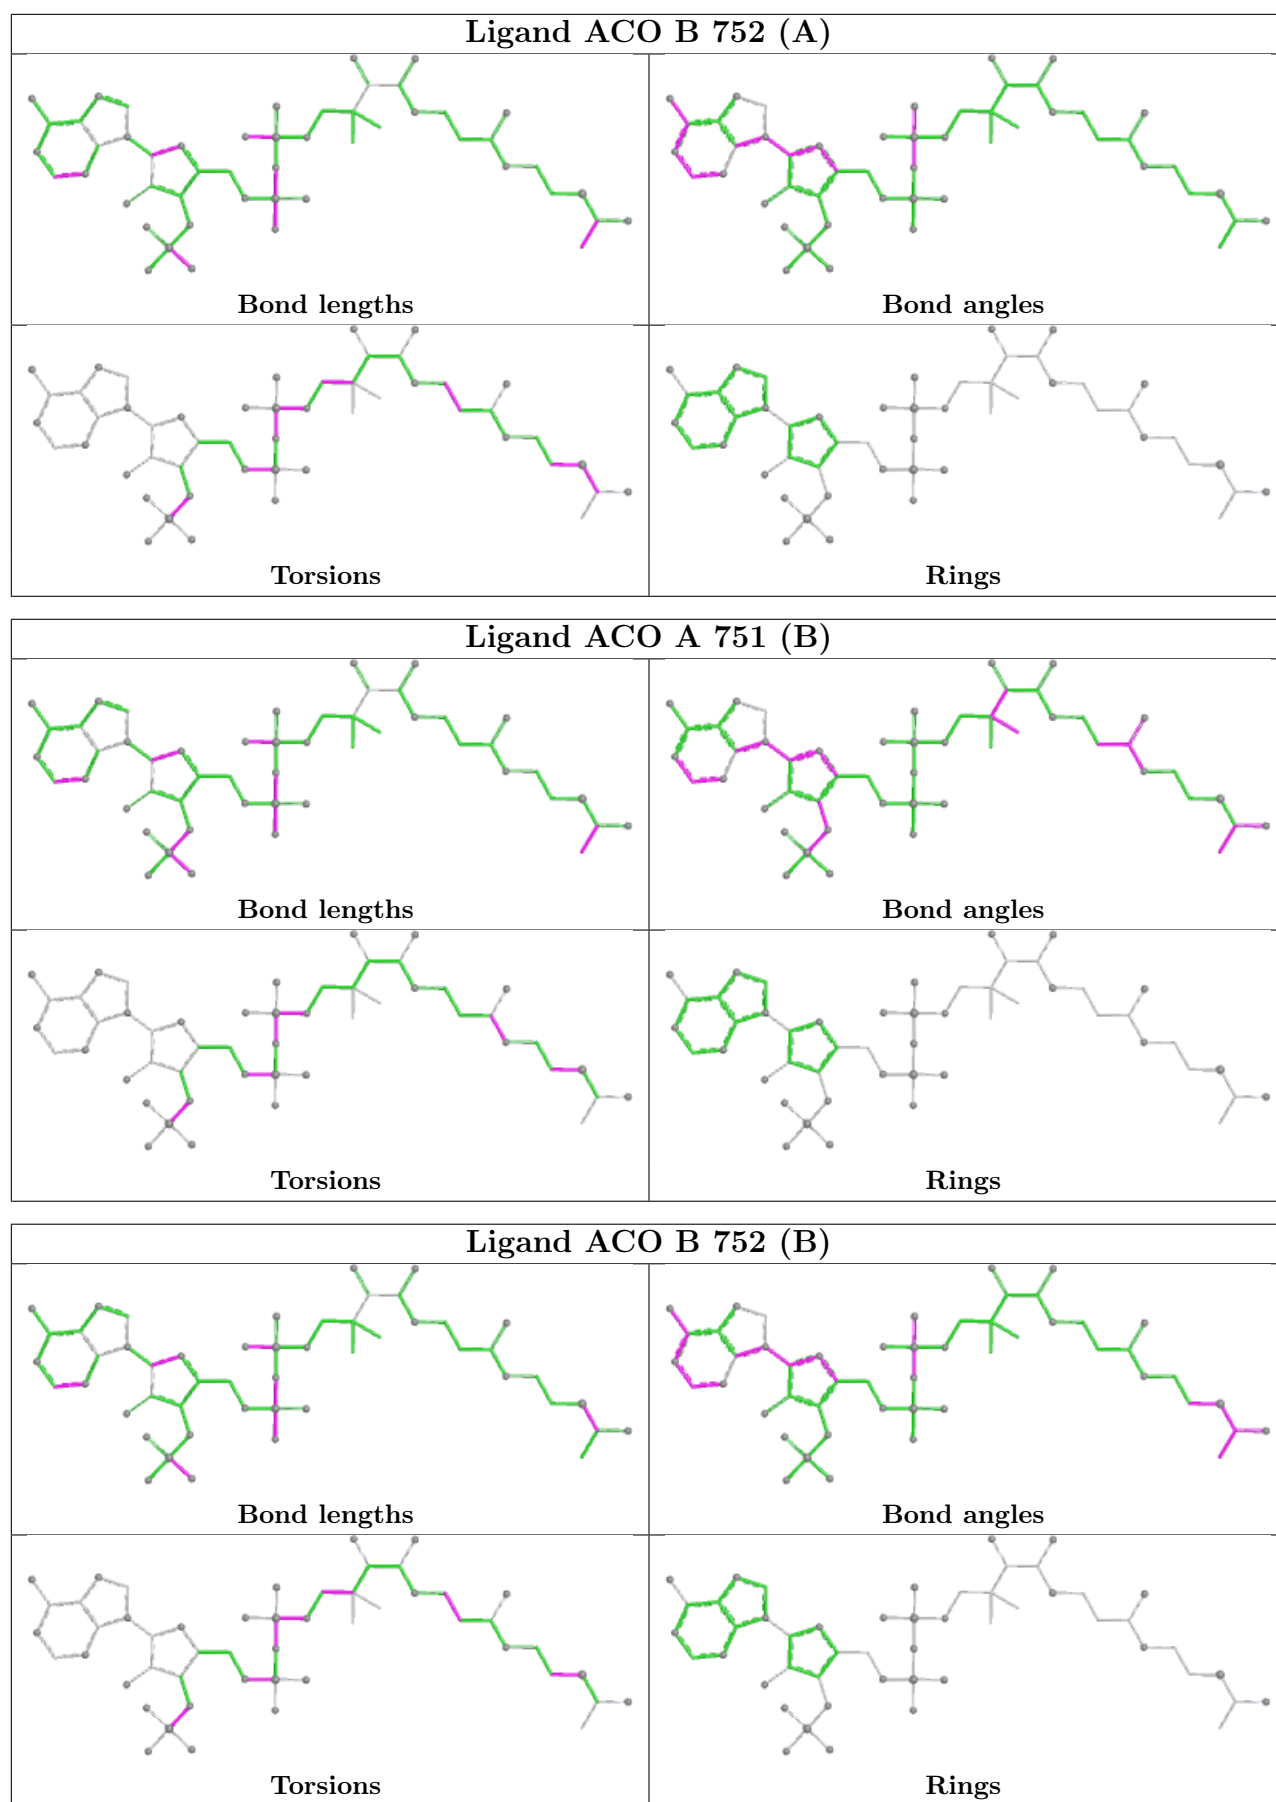 Ligand ACO B 752 (A)
Bond lengths
Bond angles
Torsions
Rings
Ligand ACO A 751 (B)
Bond lengths
Bond angles
Torsions
Rings
Ligand ACO B 752 (B)
Bond lengths
Bond angles
Torsions
Rings